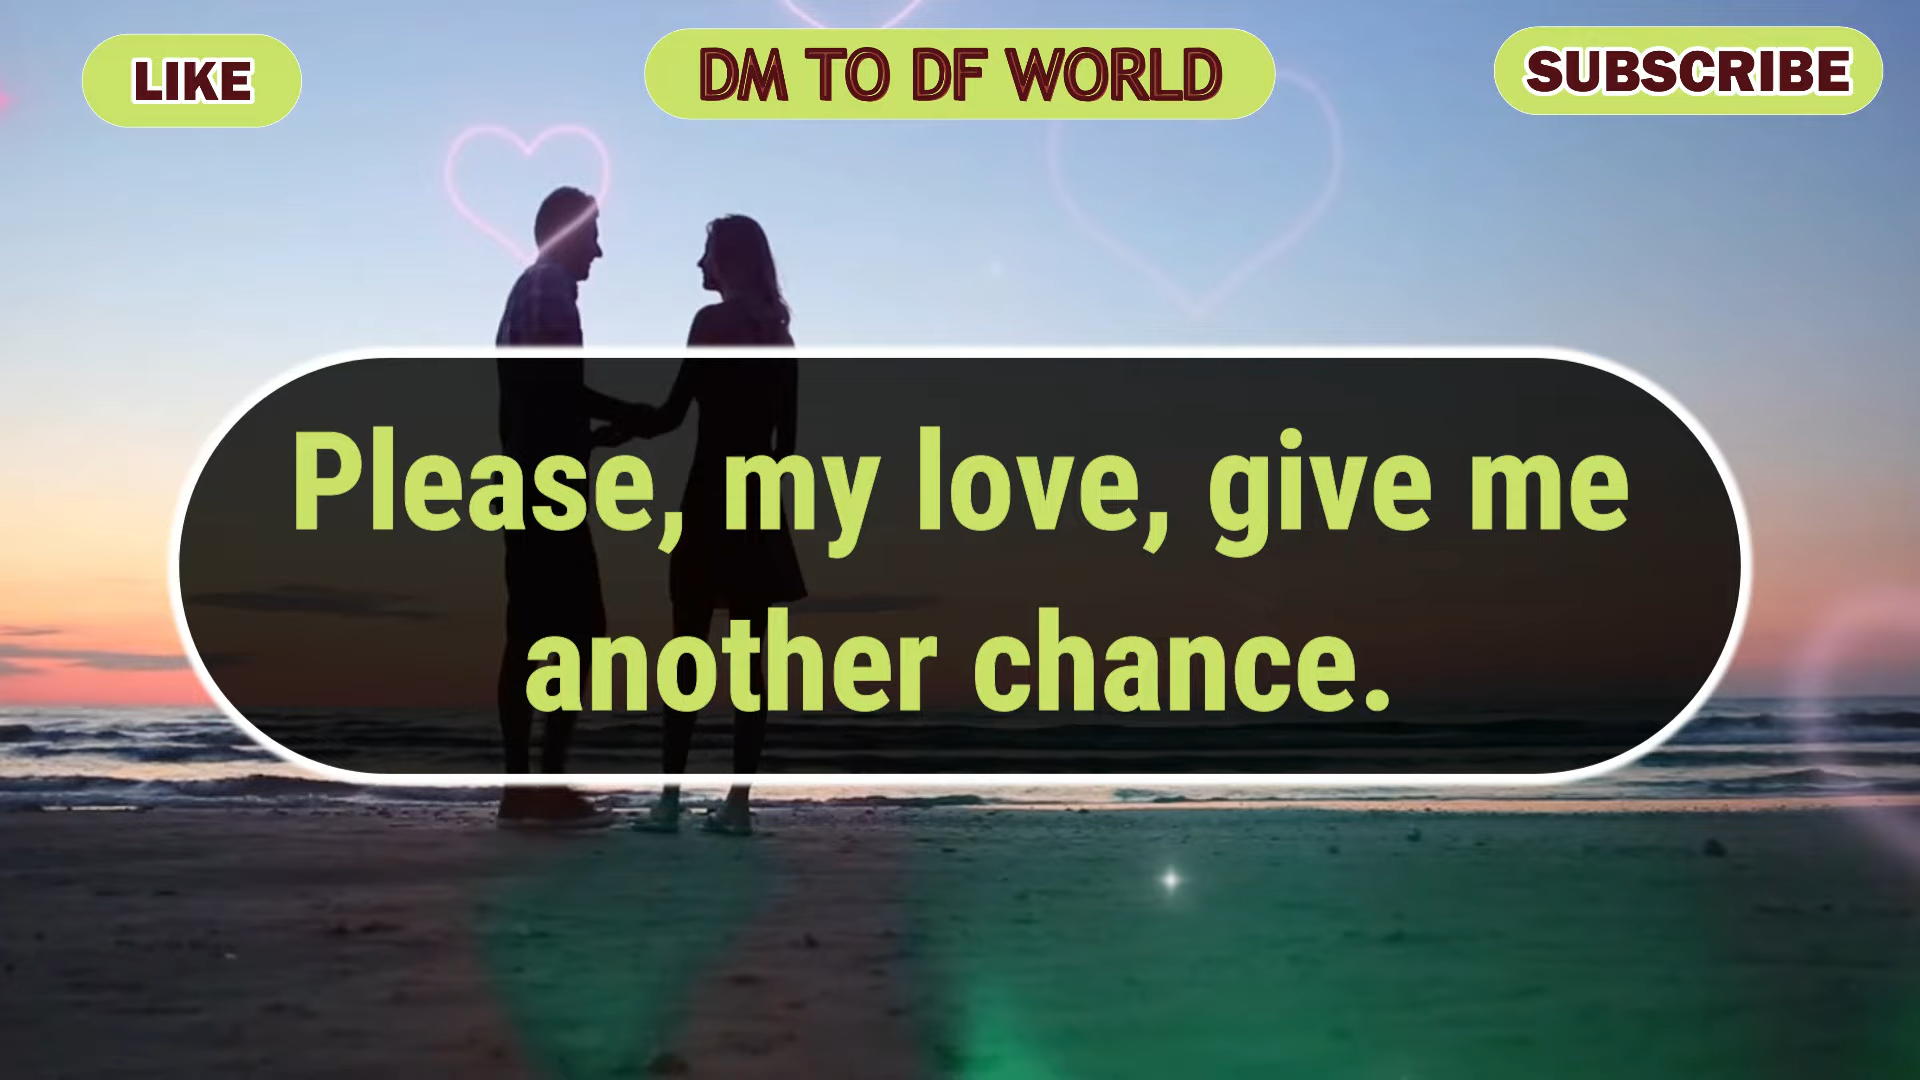 LIKE
DM TO DF WORLD
SUBSCRIBE
Please, my love, give me
another chance.